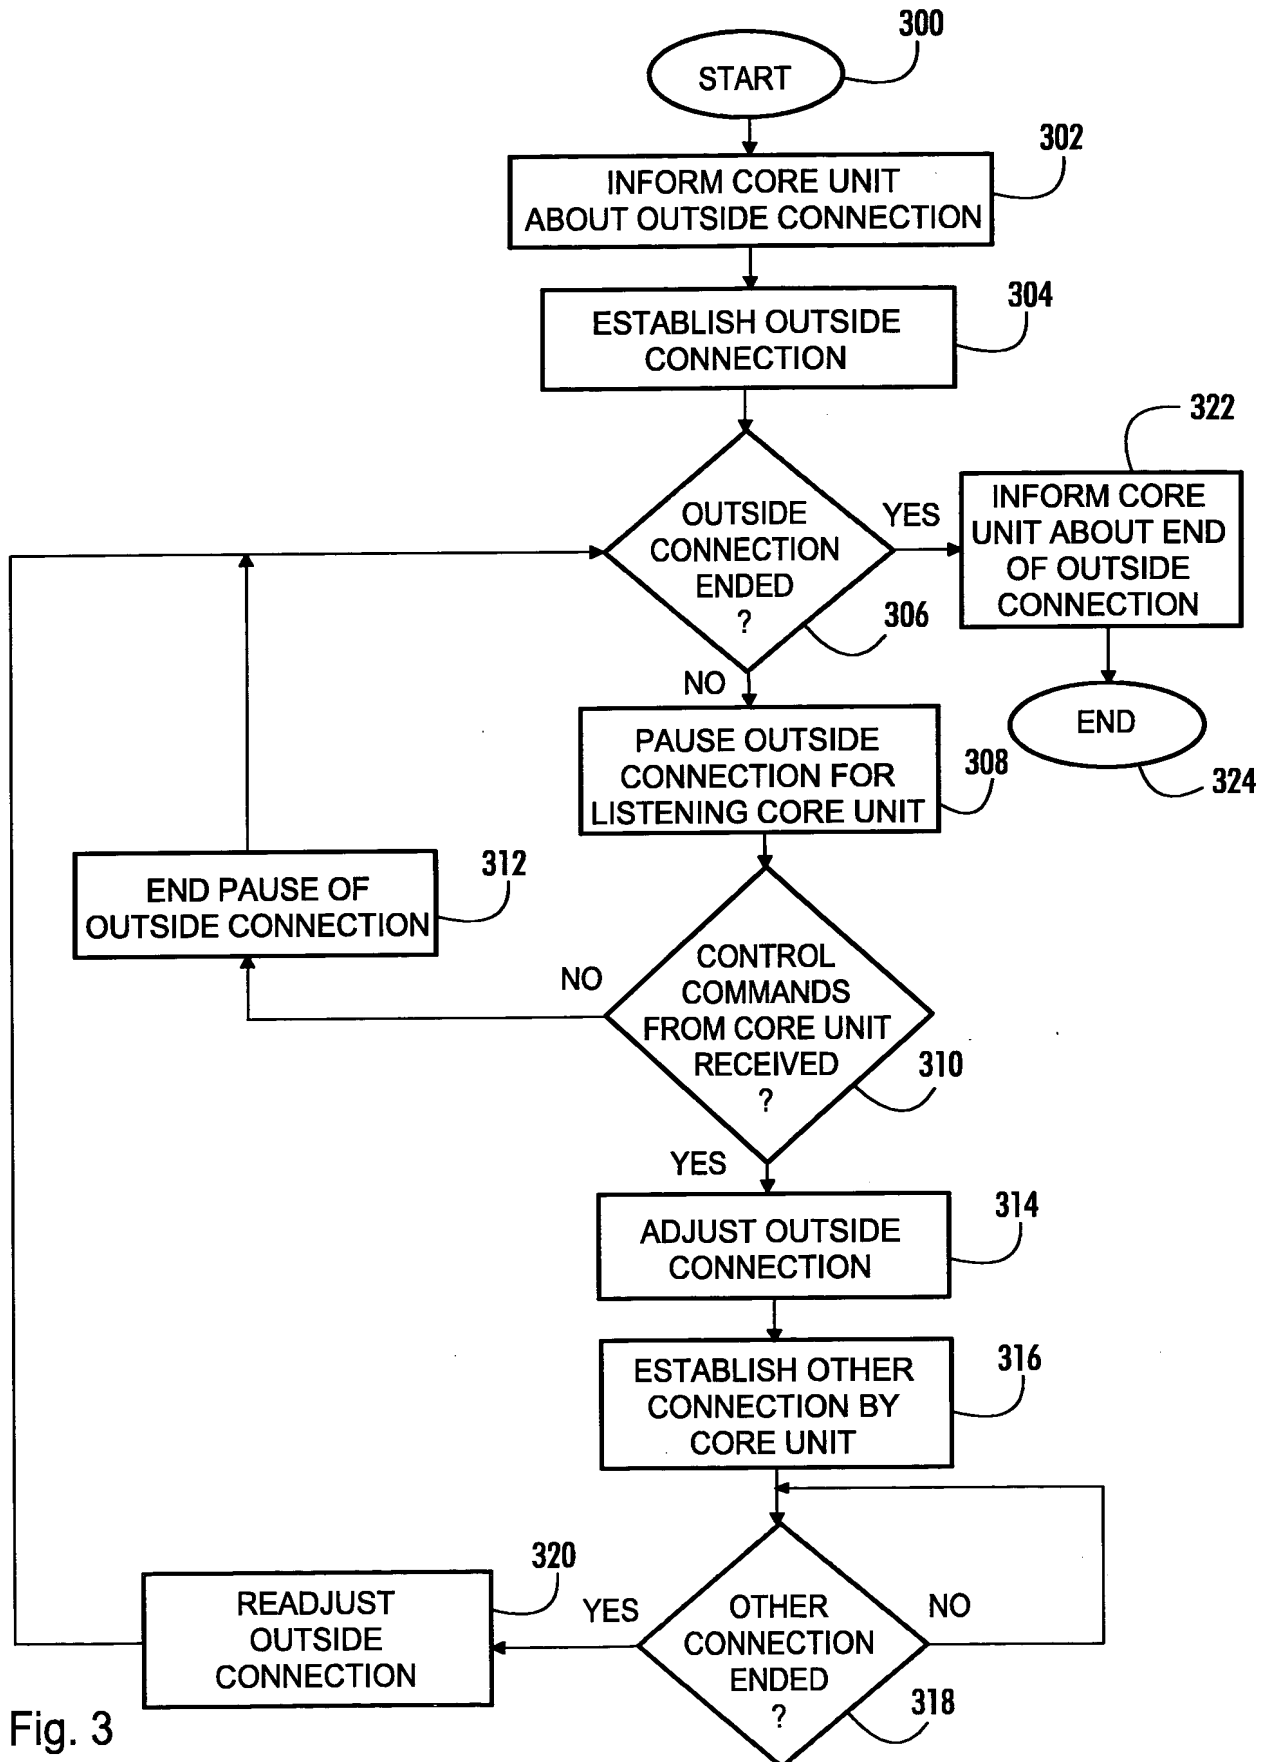 START
300
302
INFORM CORE UNIT
ABOUT OUTSIDE CONNECTION
304
ESTABLISH OUTSIDE
CONNECTION
322
OUTSIDE
CONNECTION
ENDED
?
306
YES
INFORM CORE
UNIT ABOUT END
OF OUTSIDE
CONNECTION
NO
END
324
PAUSE OUTSIDE
CONNECTION FOR
LISTENING CORE UNIT
308
312
END PAUSE OF
OUTSIDE CONNECTION
NO
CONTROL
COMMANDS
FROM CORE UNIT
RECEIVED
?
310
YES
314
ADJUST OUTSIDE
CONNECTION
316
ESTABLISH OTHER
CONNECTION BY
CORE UNIT
320
READJUST
OUTSIDE
CONNECTION
YES
OTHER
CONNECTION
ENDED
?
NO
318
Fig. 3